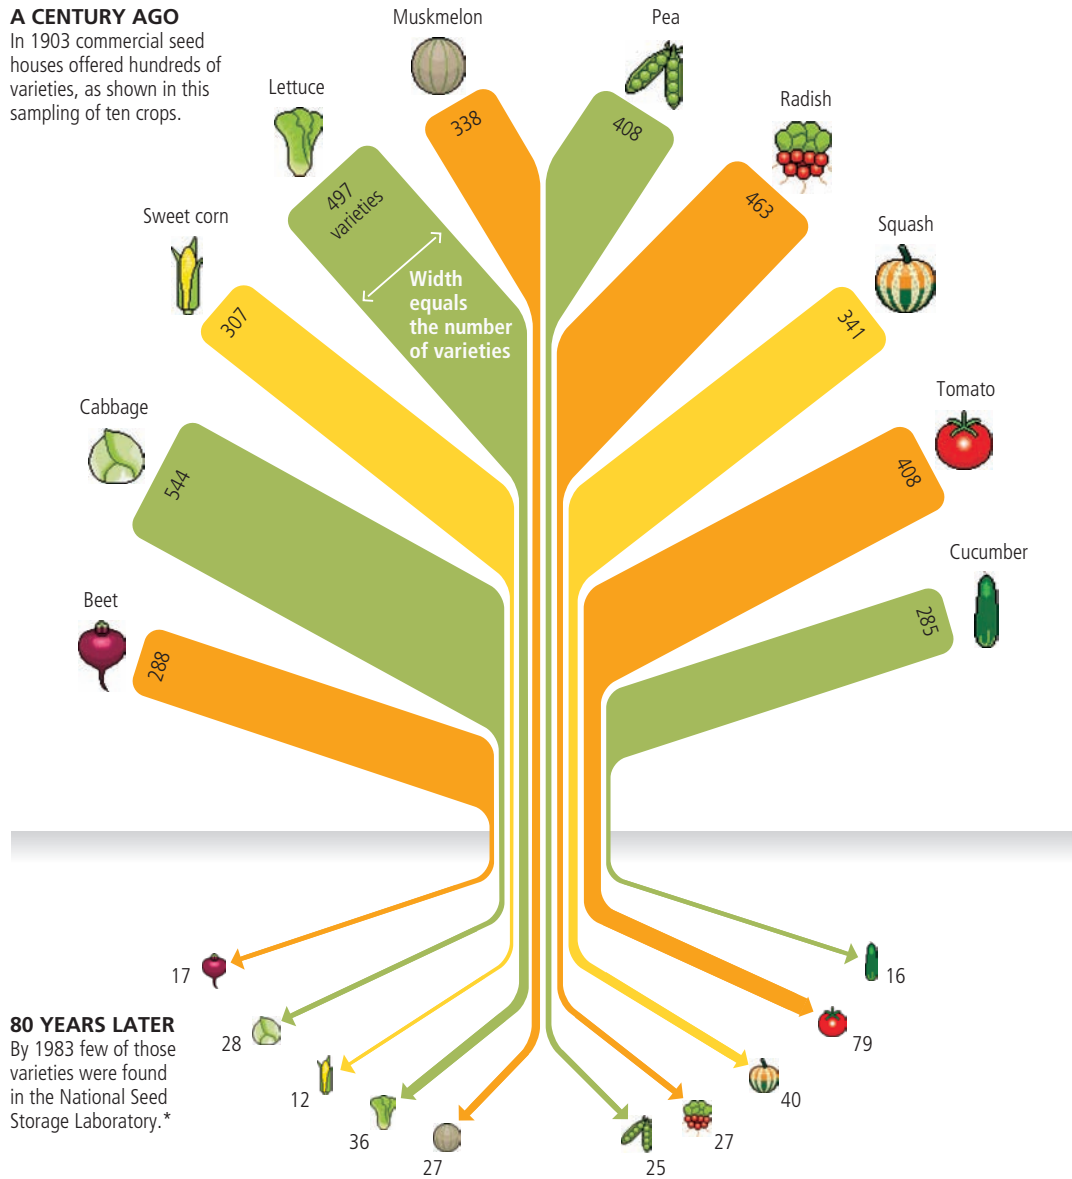 A CENTURY AGO
In 1903 commercial seed
houses offered hundreds of
varieties, as shown in this
sampling of ten crops.
Muskmelon
338
Pea
408
Lettuce
497
varieties
Radish
463
Sweet corn
307
Width
equals
the number
of varieties
Squash
341
Cabbage
544
Tomato
408
Beet
288
Cucumber
285
17
16
80 YEARS LATER
By 1983 few of those
varieties were found
in the National Seed
Storage Laboratory.*
28
79
12
40
36
27
27
25